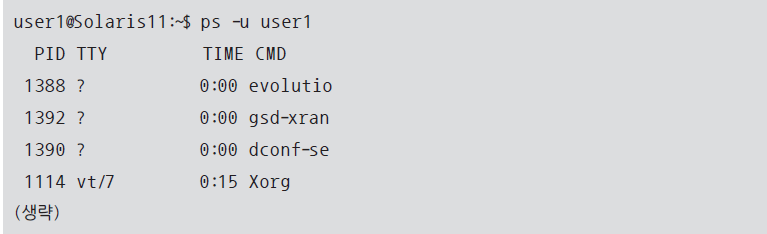 user1@Solaris11:~$ ps -u user1
PID TTY TIME CMD
1388 ? 0:00 evolutio
1392 ? 0:00 gsd-xran
1390 ? 0:00 dconf-se
1114 vt/7 0:15 Xorg
(생략)